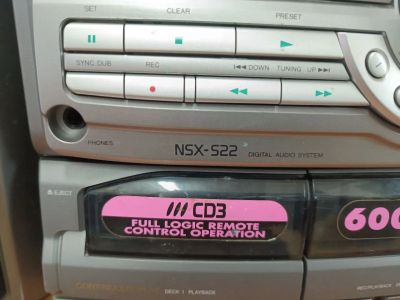 SET CLEAR PRESET
SYNC DUB REC DOWN TUNING UP
PHONES NSX-S22 DIGITAL AUDIO SYSTEM
EJECT
CD3
FULL LOGIC REMOTE
CONTROL OPERATION
600
DECK 1 PLAYBACK